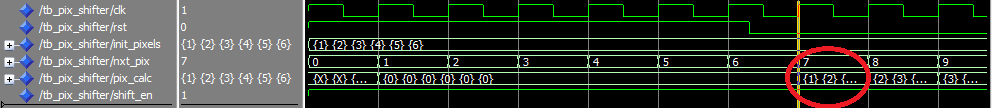 /tb_pix_shifter/clk 1
/tb_pix_shifter/rst 0
/tb_pix_shifter/init_pixels {1} {2} {3} {4} {5} {6} {1} {2} {3} {4} {5} {6}
/tb_pix_shifter/nxt_pix 7 0 1 2 3 4 5 6 7 8 9
/tb_pix_shifter/pix_calc {1} {2} {3} {4} {5} {6} {X} {X} {... {0} {0} {0} {0} {0} {0} {1} {2} {... {2} {3} {... {3} {...
/tb_pix_shifter/shift_en 1